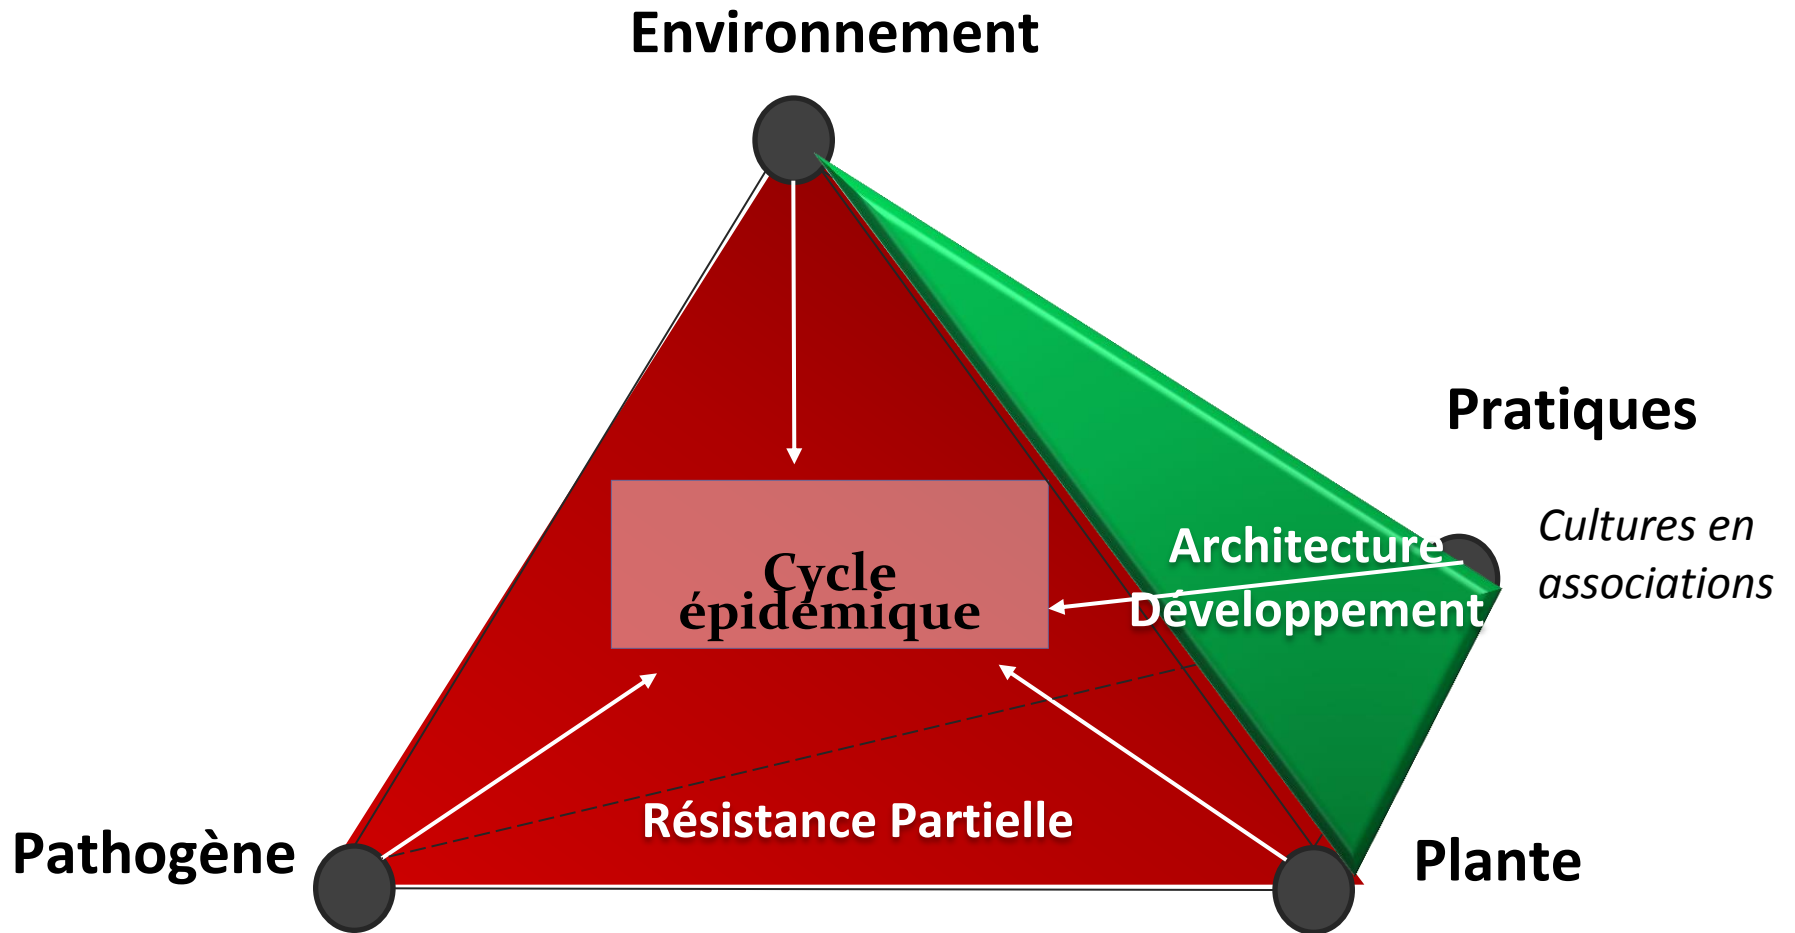 Environnement
Pratiques
Cultures en
associations
Architecture
Développement
Cycle
épidémique
Résistance Partielle
Pathogène
Plante